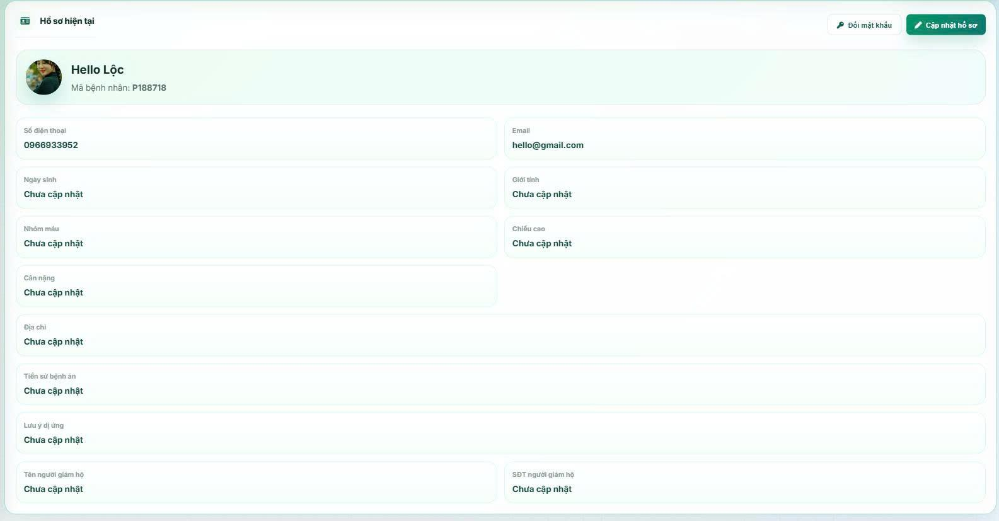 Hồ sơ hiện tại
Đổi mật khẩu
Cập nhật hồ sơ
Hello Lộc
Mã bệnh nhân: P188718
Số điện thoại
0966933952
Email
hello@gmail.com
Ngày sinh
Chưa cập nhật
Giới tính
Chưa cập nhật
Nhóm máu
Chưa cập nhật
Chiều cao
Chưa cập nhật
Cân nặng
Chưa cập nhật
Địa chỉ
Chưa cập nhật
Tiền sử bệnh án
Chưa cập nhật
Lưu ý dị ứng
Chưa cập nhật
Tên người giám hộ
Chưa cập nhật
SĐT người giám hộ
Chưa cập nhật